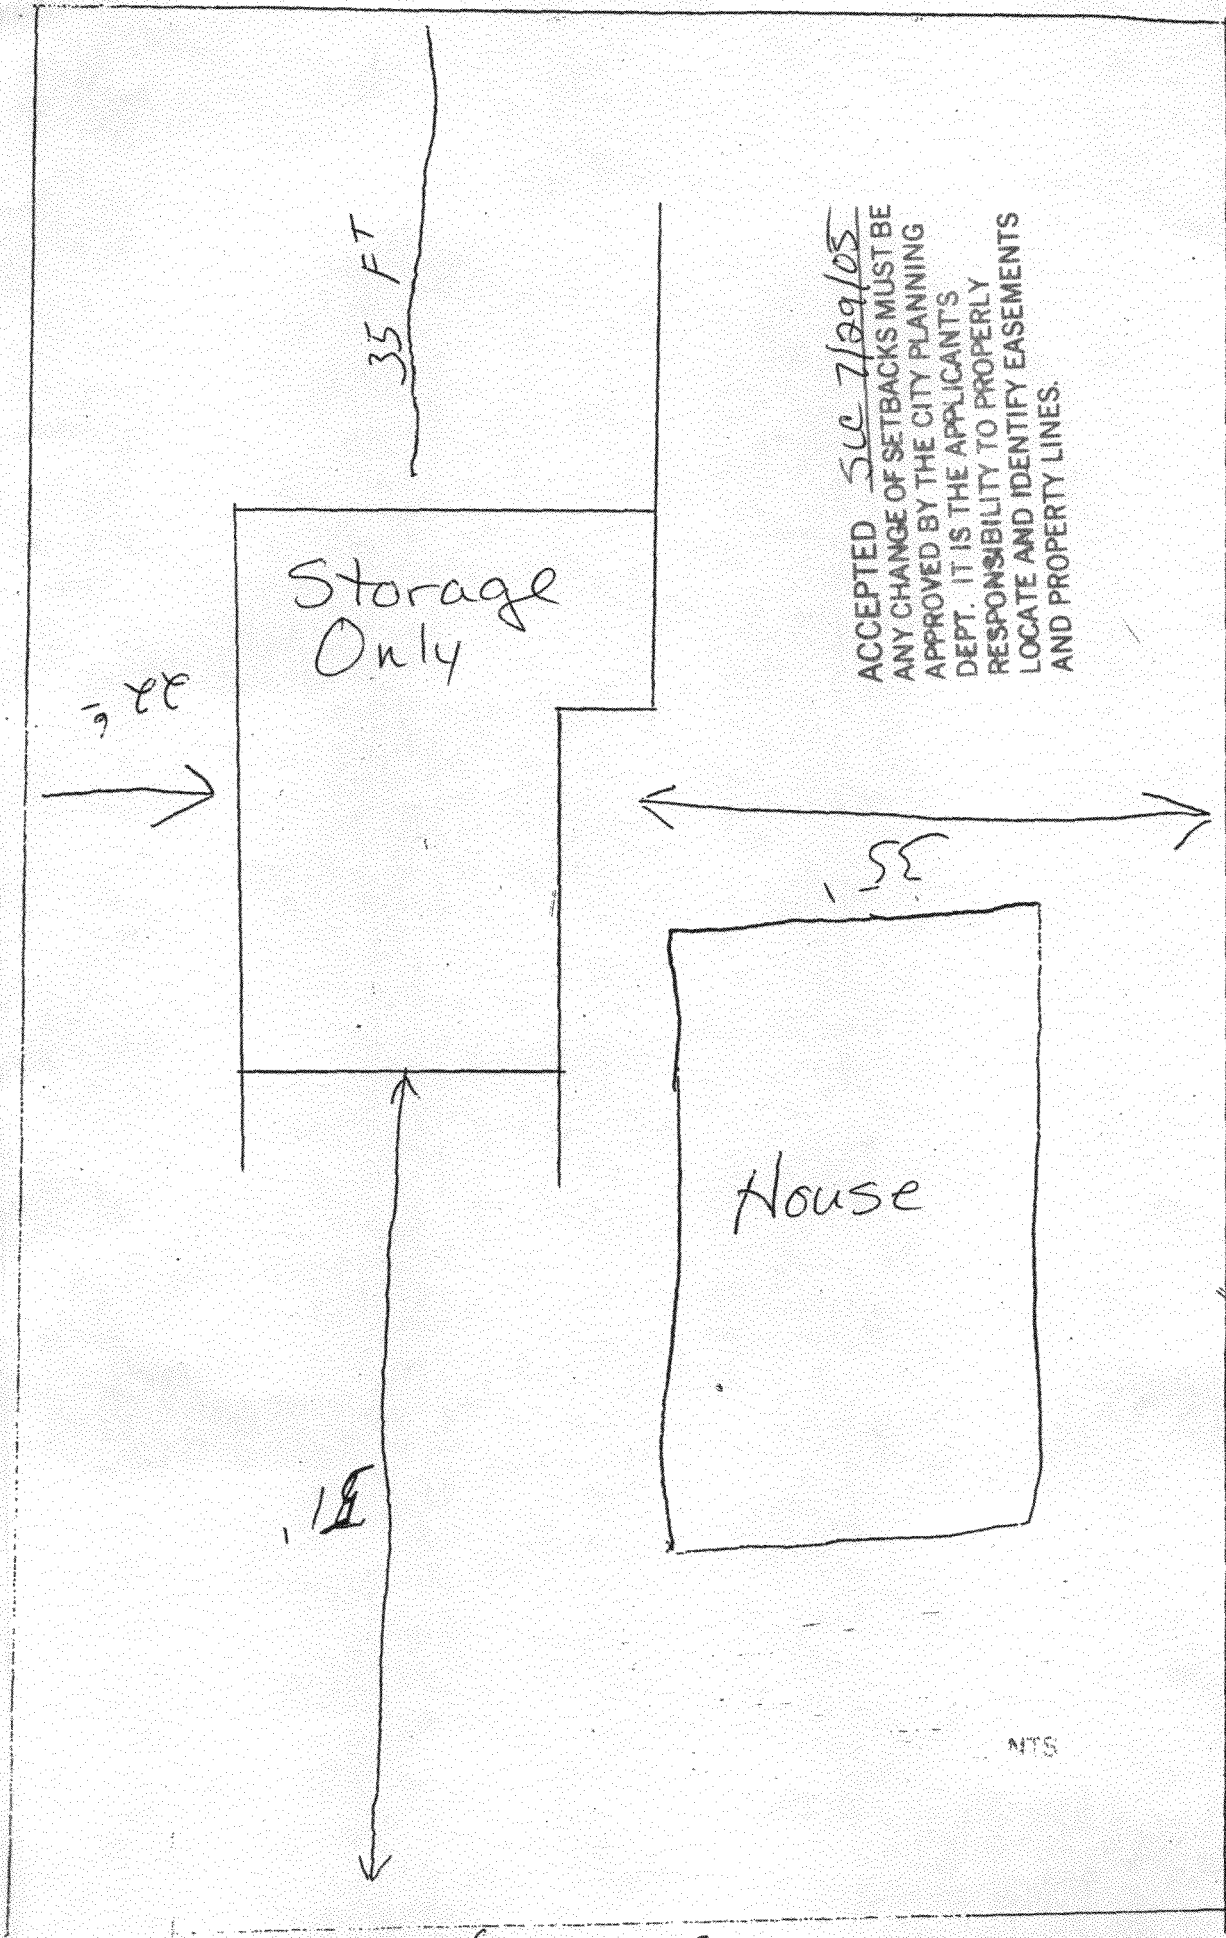 35 FT
Storage
Only
ACCEPTED SLC 7/29/05
ANY CHANGE OF SETBACKS MUST BE
APPROVED BY THE CITY PLANNING
DEPT. IT IS THE APPLICANT'S
RESPONSIBILITY TO PROPERLY
LOCATE AND IDENTIFY EASEMENTS
AND PROPERTY LINES.
55'
House
NTS